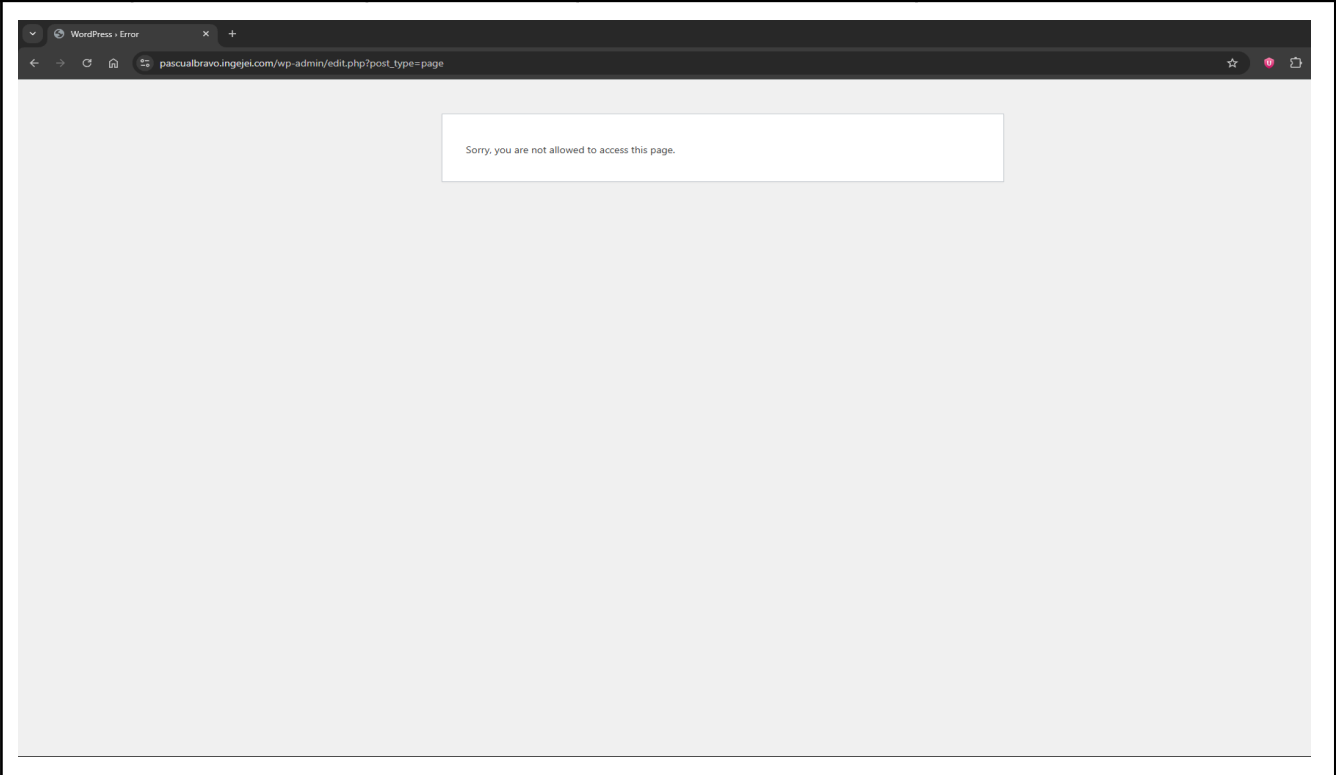 WordPress › Error
pascualbravo.ingejei.com/wp-admin/edit.php?post_type=page
Sorry, you are not allowed to access this page.